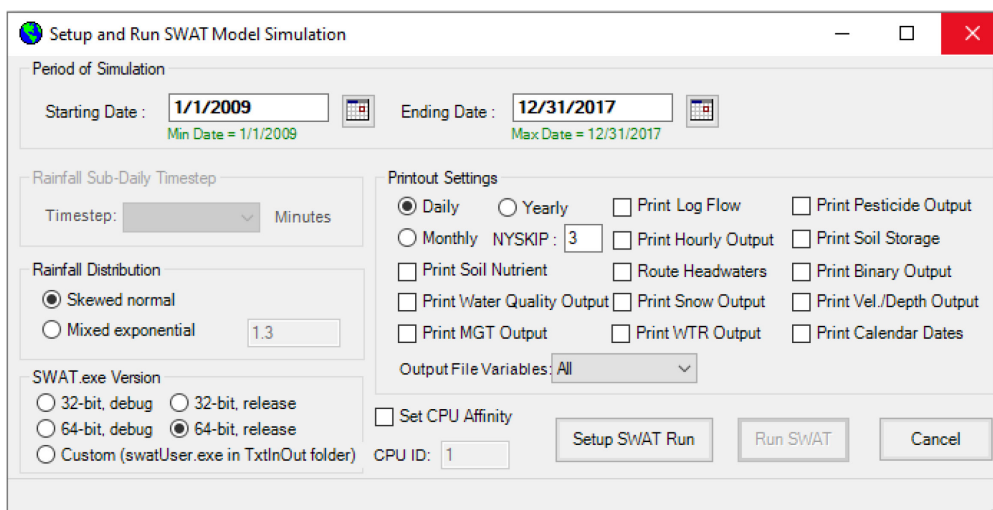 Setup and Run SWAT Model Simulation
Period of Simulation
Starting Date : 1/1/2009 Ending Date : 12/31/2017
Min Date = 1/1/2009 Max Date = 12/31/2017
Rainfall Sub-Daily Timestep
Timestep: Minutes
Rainfall Distribution
Skewed normal
Mixed exponential 1.3
SWAT.exe Version
32-bit, debug 32-bit, release
64-bit, debug 64-bit, release
Custom (swatUser.exe in TxtInOut folder)
Printout Settings
Daily Yearly Print Log Flow Print Pesticide Output
Monthly NYSKIP : 3 Print Hourly Output Print Soil Storage
Print Soil Nutrient Route Headwaters Print Binary Output
Print Water Quality Output Print Snow Output Print Vel./Depth Output
Print MGT Output Print WTR Output Print Calendar Dates
Output File Variables: All
Set CPU Affinity
CPU ID: 1
Setup SWAT Run Run SWAT Cancel